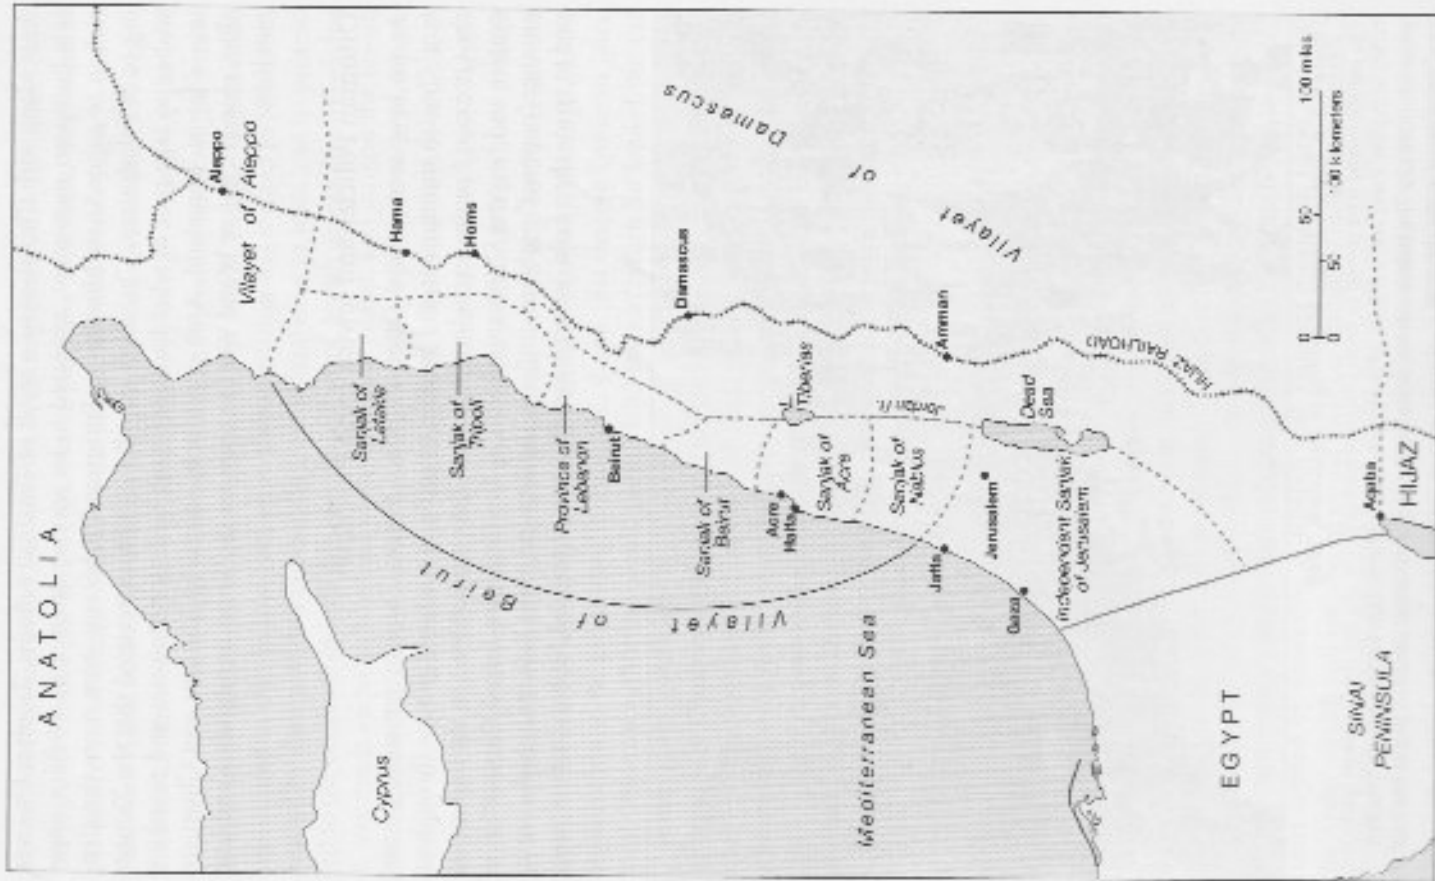 ANATOLIA
Aleppo
Vilayet of Aleppo
Hama
Homs
Sanjak of
Latakia
Sanjak of
Tripoli
Cyprus
Province of
Lebanon
Beirut
Vilayet of Beirut
Damascus
Vilayet of Damascus
Sanjak of
Beirut
Tiberias
Acre
Haifa
Sanjak of
Acre
Jordan R.
Sanjak of
Nablus
Amman
Mediterranean Sea
Jaffa
Jerusalem
Dead
Sea
Gaza
Independent Sanjak
of Jerusalem
HIJAZ RAILROAD
EGYPT
SINAI
PENINSULA
Aqaba
HIJAZ
0 50 100 miles
0 50 100 kilometers